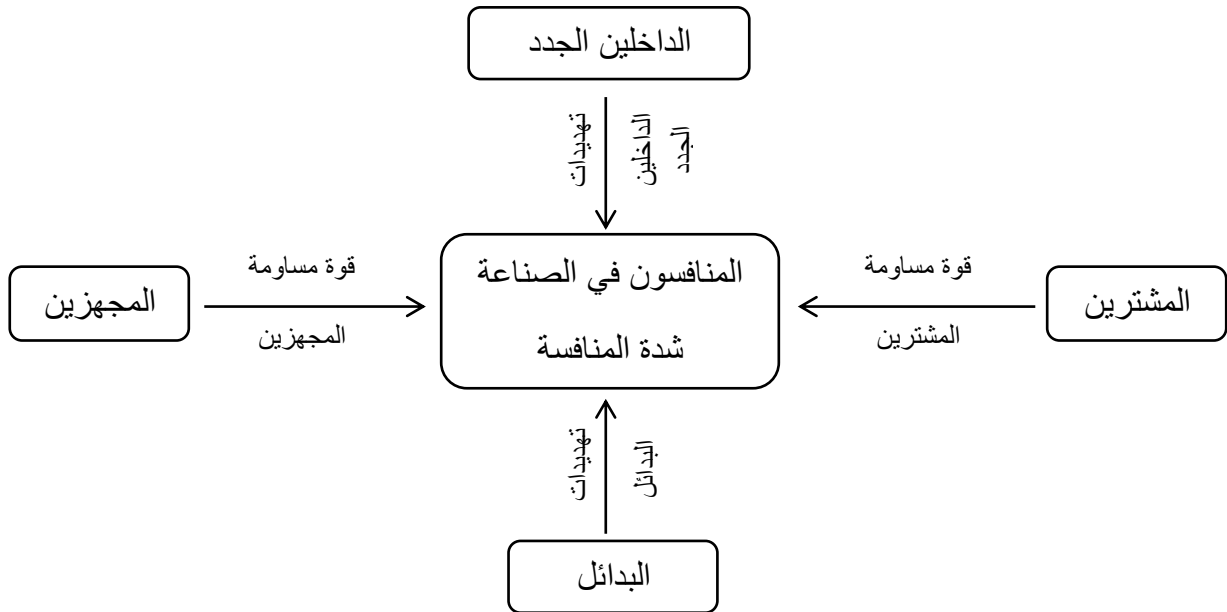 الداخلين الجدد
تهديدات
الداخلين
الجدد
المنافسون في الصناعة
شدة المنافسة
المشترين
قوة مساومة
المشترين
قوة مساومة
المجهزين
المجهزين
تهديدات
البدائل
البدائل